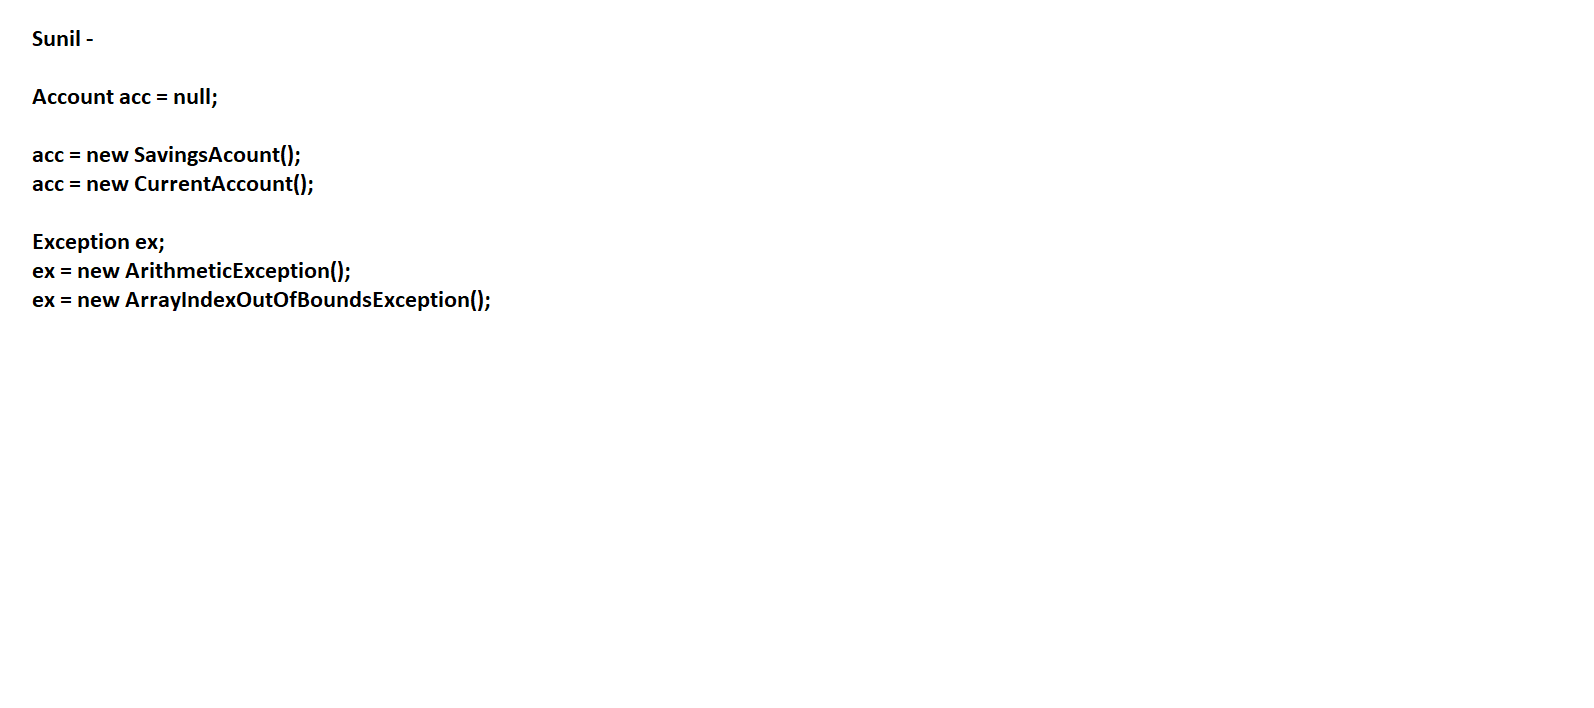 Sunil -
Account acc = null;
acc = new SavingsAcount();
acc = new CurrentAccount();
Exception ex;
ex = new ArithmeticException();
ex = new ArrayIndexOutOfBoundsException();